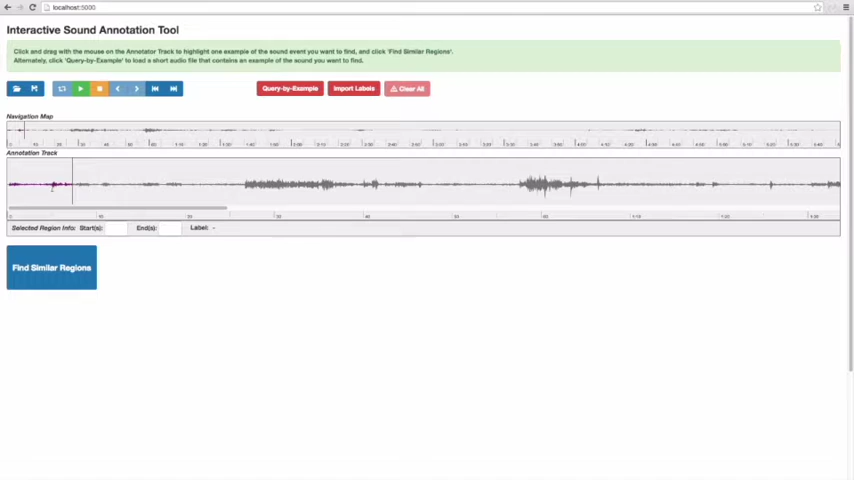 localhost:5000
Interactive Sound Annotation Tool
Click and drag with the mouse on the Annotator Track to highlight one example of the sound event you want to find, and click 'Find Similar Regions'.
Alternately, click 'Query-by-Example' to load a short audio file that contains an example of the sound you want to find.
Query-by-Example Import Labels Clear All
Navigation Map
Annotation Track
Selected Region Info: Start(s): End(s): Label: -
Find Similar Regions